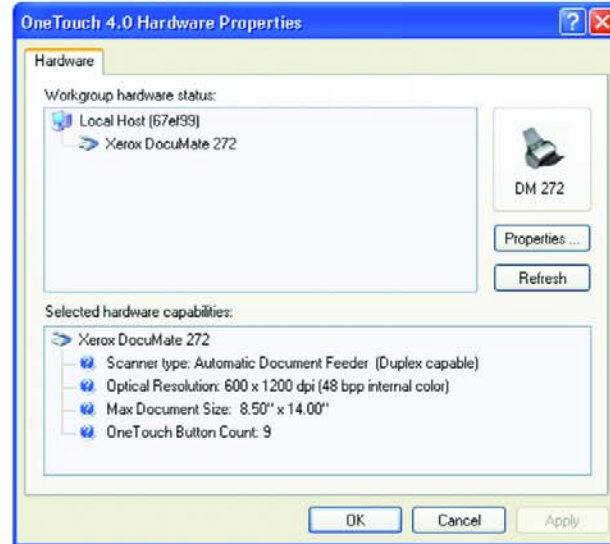 OneTouch 4.0 Hardware Properties
Hardware
Workgroup hardware status:
Local Host (67ef99)
Xerox DocuMate 272
DM 272
Properties ...
Refresh
Selected hardware capabilities:
Xerox DocuMate 272
Scanner type: Automatic Document Feeder (Duplex capable)
Optical Resolution: 600 x 1200 dpi (48 bpp internal color)
Max Document Size: 8.50" x 14.00"
OneTouch Button Count: 9
OK Cancel Apply